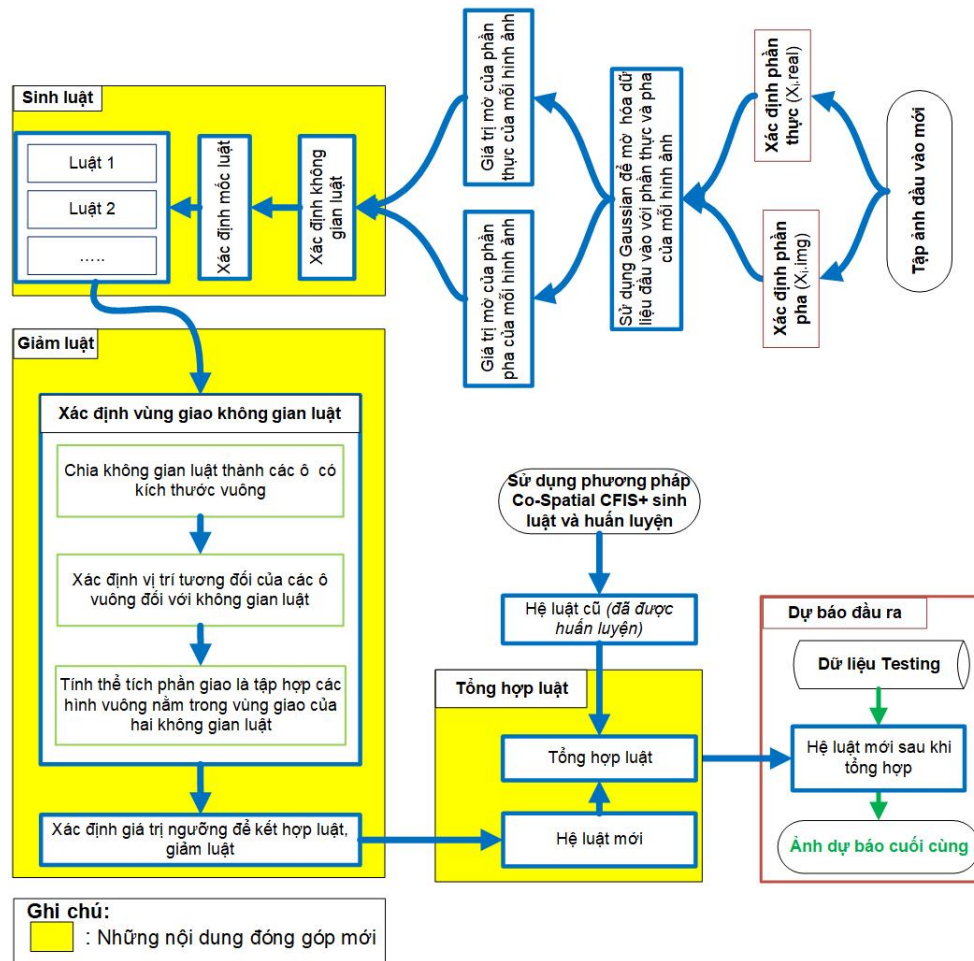 Tập ảnh đầu vào mới
Xác định phần
thực (Xᵢ.real)
Xác định phần
pha (Xⱼ.Img)
Sử dụng Gaussian để mờ hóa dữ
liệu đầu vào với phần thực và pha
của mỗi hình ảnh
Giá trị mờ của phần
thực của mỗi hình ảnh
Giá trị mờ của phần
pha của mỗi hình ảnh
Sinh luật
Xác định không
gian luật
Xác định mốc luật
Luật 1
Luật 2
.....
Giảm luật
Xác định vùng giao không gian luật
Chia không gian luật thành các ô có
kích thước vuông
Xác định vị trí tương đối của các ô
vuông đối với không gian luật
Tính thể tích phần giao là tập hợp các
hình vuông nằm trong vùng giao của
hai không gian luật
Xác định giá trị ngưỡng để kết hợp luật,
giảm luật
Sử dụng phương pháp
Co-Spatial CFIS+ sinh
luật và huấn luyện
Hệ luật cũ (đã được
huấn luyện)
Tổng hợp luật
Tổng hợp luật
Hệ luật mới
Dự báo đầu ra
Dữ liệu Testing
Hệ luật mới sau khi
tổng hợp
Ảnh dự báo cuối cùng
Ghi chú:
: Những nội dung đóng góp mới